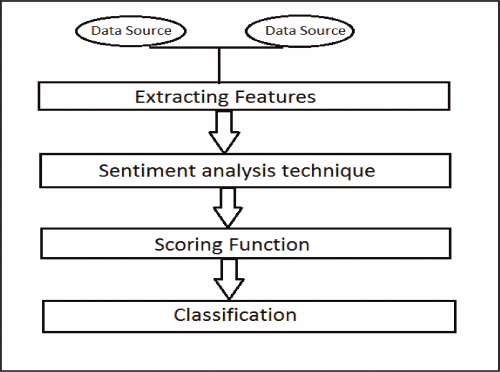 Data Source
Data Source
Extracting Features
Sentiment analysis technique
Scoring Function
Classification